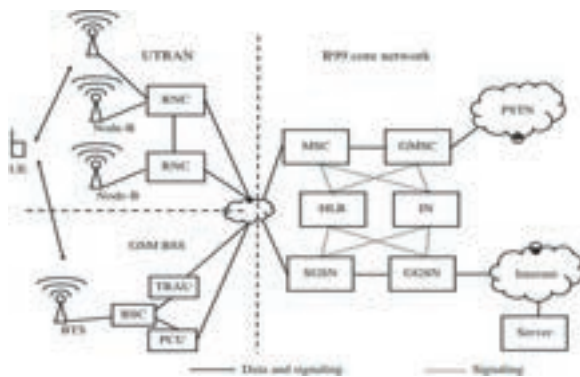 UTRAN
R99 core network
RNC
Node-B
RNC
Node-B
UE
MSC
GMSC
PSTN
HLR
IN
GSM BSS
SGSN
GGSN
Internet
TRAU
BSC
PCU
BTS
Server
Data and signaling
Signaling